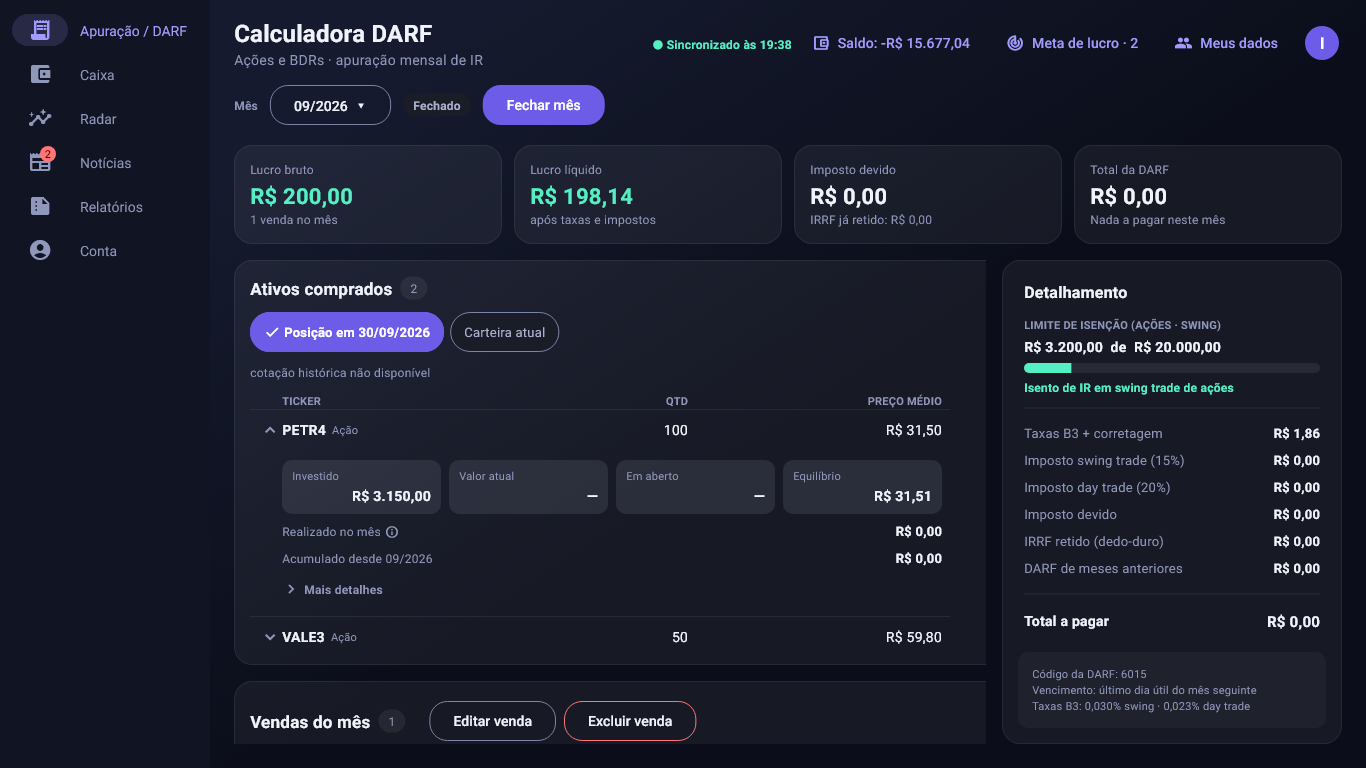 Apuração / DARF
Caixa
Radar
2
Notícias
Relatórios
Conta
Calculadora DARF
Ações e BDRs · apuração mensal de IR
Sincronizado às 19:38
Saldo: -R$ 15.677,04
Meta de lucro · 2
Meus dados
I
Mês
09/2026
Fechado
Fechar mês
Lucro bruto
R$ 200,00
1 venda no mês
Lucro líquido
R$ 198,14
após taxas e impostos
Imposto devido
R$ 0,00
IRRF já retido: R$ 0,00
Total da DARF
R$ 0,00
Nada a pagar neste mês
Ativos comprados 2
Posição em 30/09/2026
Carteira atual
cotação histórica não disponível
TICKER QTD PREÇO MÉDIO
PETR4 Ação 100 R$ 31,50
Investido
R$ 3.150,00
Valor atual
—
Em aberto
—
Equilíbrio
R$ 31,51
Realizado no mês R$ 0,00
Acumulado desde 09/2026 R$ 0,00
Mais detalhes
VALE3 Ação 50 R$ 59,80
Vendas do mês 1
Editar venda
Excluir venda
Detalhamento
LIMITE DE ISENÇÃO (AÇÕES · SWING)
R$ 3.200,00 de R$ 20.000,00
Isento de IR em swing trade de ações
Taxas B3 + corretagem R$ 1,86
Imposto swing trade (15%) R$ 0,00
Imposto day trade (20%) R$ 0,00
Imposto devido R$ 0,00
IRRF retido (dedo-duro) R$ 0,00
DARF de meses anteriores R$ 0,00
Total a pagar R$ 0,00
Código da DARF: 6015
Vencimento: último dia útil do mês seguinte
Taxas B3: 0,030% swing · 0,023% day trade